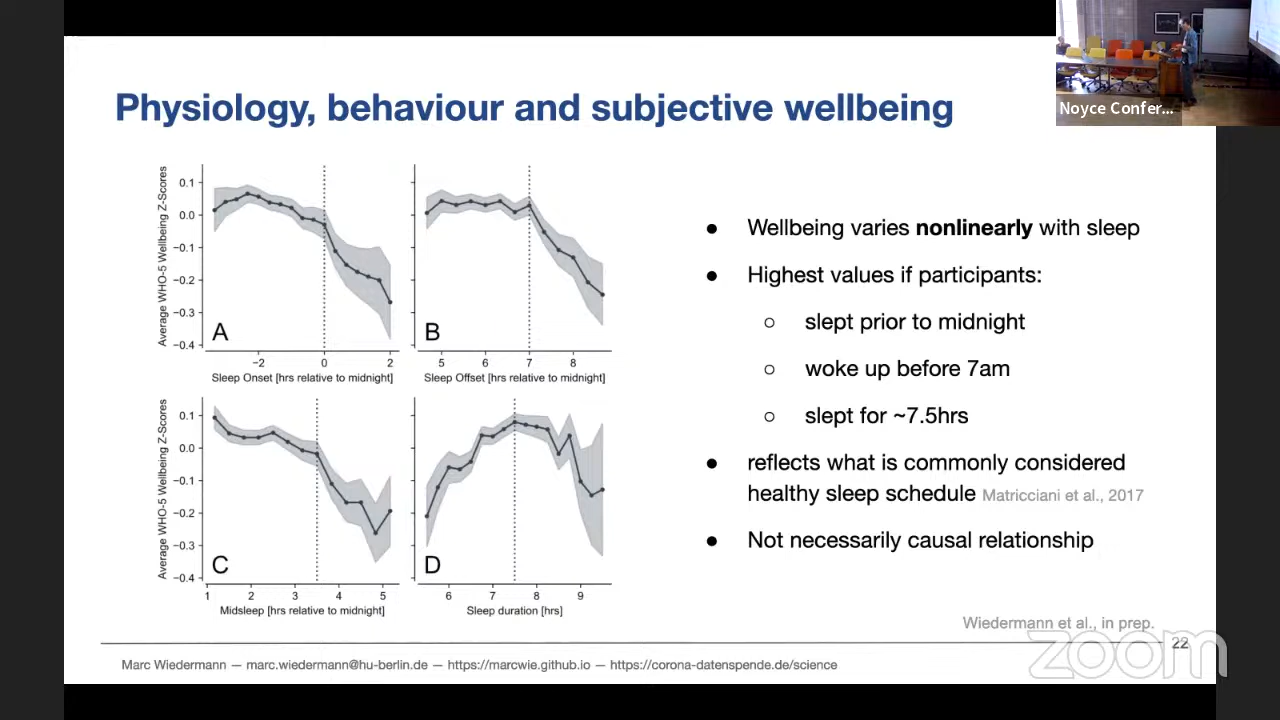 Noyce Confer...
Physiology, behaviour and subjective wellbeing
Average WHO-5 Wellbeing Z-Scores
0.1
0.0
−0.1
−0.2
−0.3
−0.4
A
−2
0
2
Sleep Onset [hrs relative to midnight]
B
5
6
7
8
Sleep Offset [hrs relative to midnight]
Average WHO-5 Wellbeing Z-Scores
0.1
0.0
−0.1
−0.2
−0.3
−0.4
C
1
2
3
4
5
Midsleep [hrs relative to midnight]
D
6
7
8
9
Sleep duration [hrs]
● Wellbeing varies nonlinearly with sleep
● Highest values if participants:
○ slept prior to midnight
○ woke up before 7am
○ slept for ~7.5hrs
● reflects what is commonly considered
healthy sleep schedule Matricciani et al., 2017
● Not necessarily causal relationship
Wiedermann et al., in prep.
22
zoom
Marc Wiedermann — marc.wiedermann@hu-berlin.de — https://marcwie.github.io — https://corona-datenspende.de/science